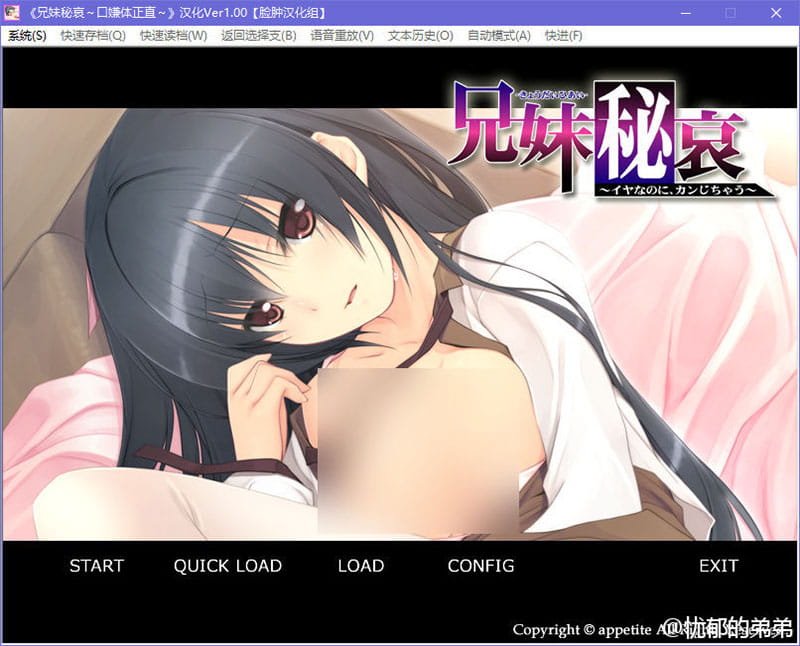 《兄妹秘哀～口嫌体正直～》汉化Ver1.00【脸肿汉化组】
系统(S) 快速存档(Q) 快速读档(W) 返回选择支(B) 语音重放(V) 文本历史(O) 自动模式(A) 快进(F)
-きょうだいひあい-
兄妹秘哀
～イヤなのに、カンじちゃう～
START QUICK LOAD LOAD CONFIG EXIT
Copyright © appetite
@忧郁的弟弟